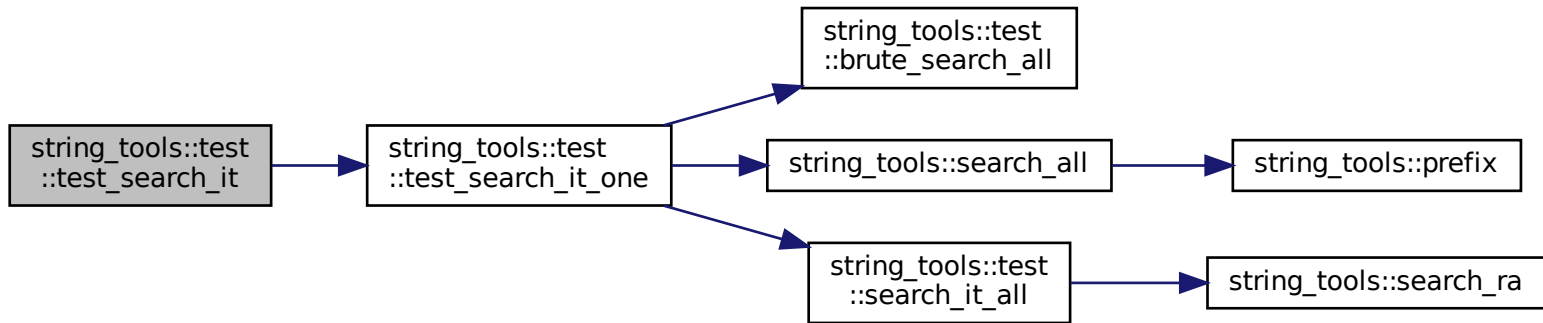 string_tools::test
::test_search_it
string_tools::test
::test_search_it_one
string_tools::test
::brute_search_all
string_tools::search_all
string_tools::prefix
string_tools::test
::search_it_all
string_tools::search_ra